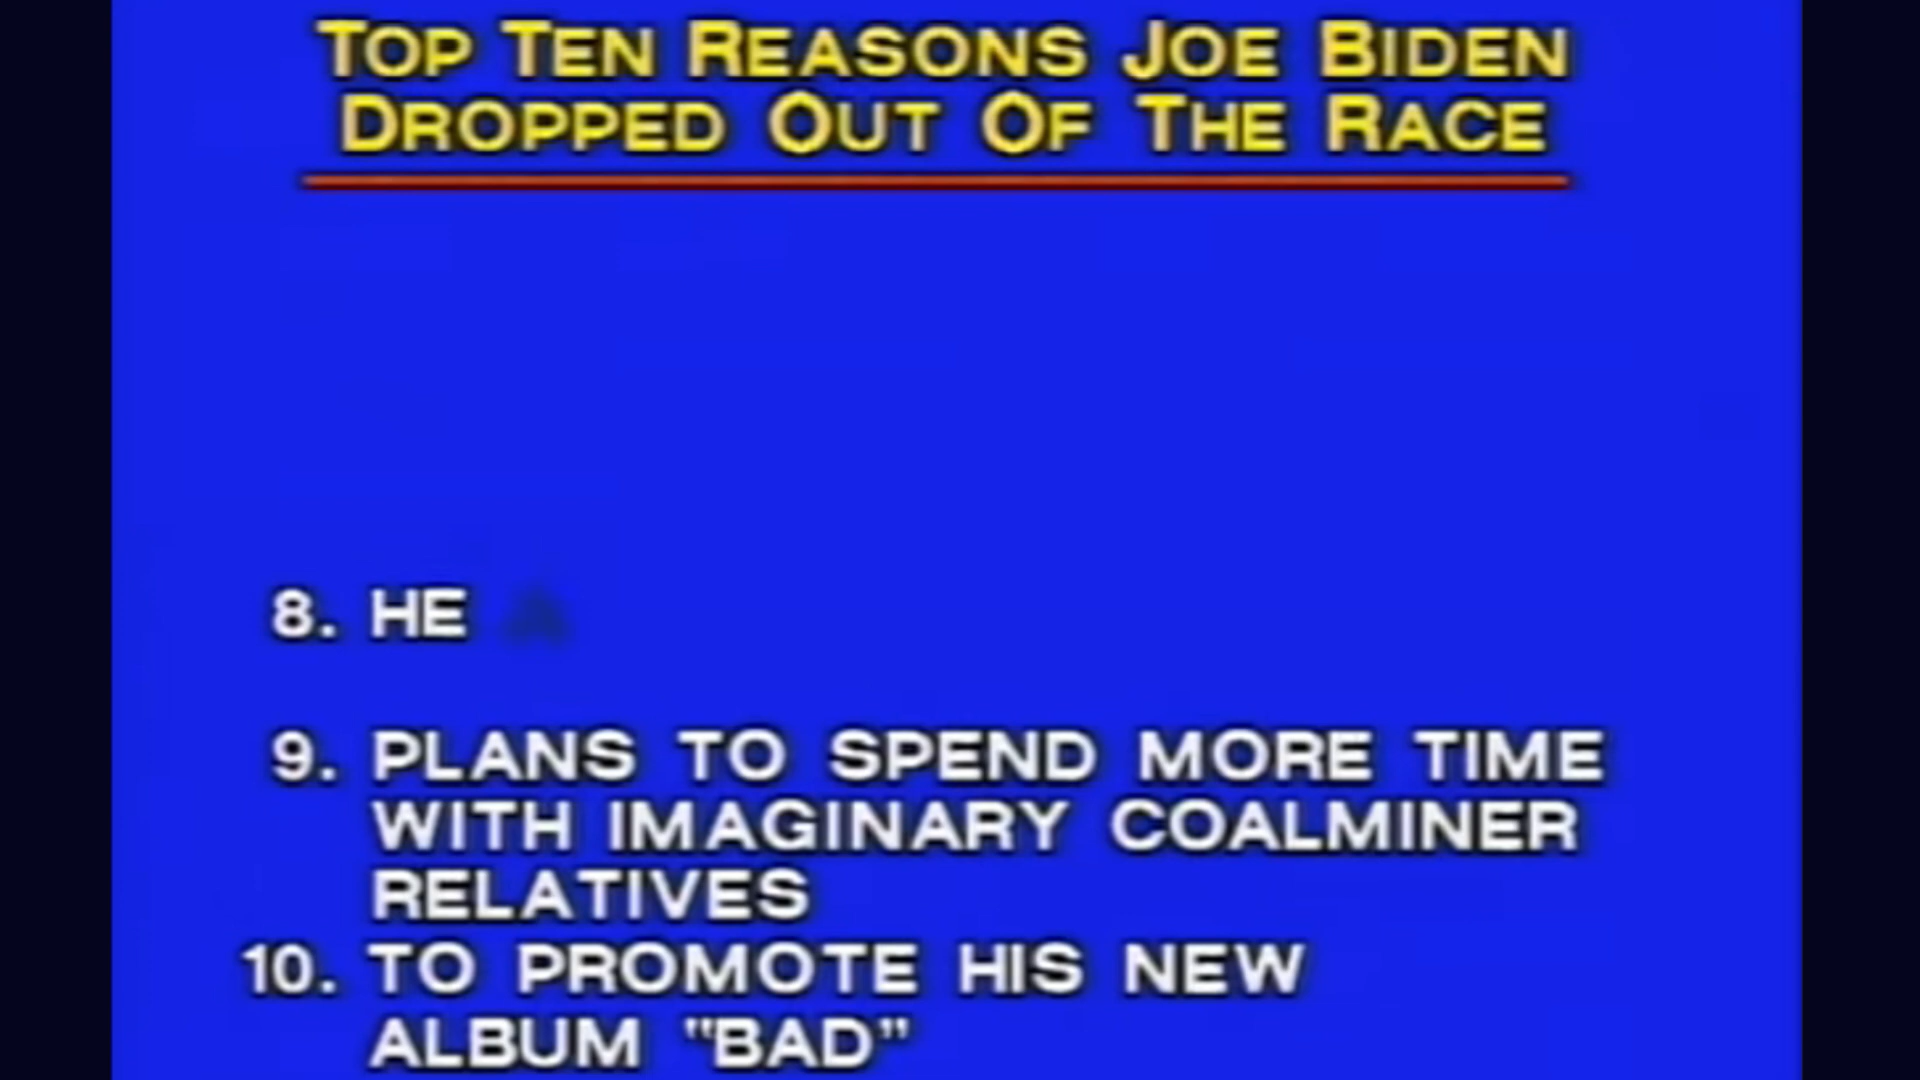 TOP TEN REASONS JOE BIDEN
DROPPED OUT OF THE RACE
8. HE
9. PLANS TO SPEND MORE TIME
WITH IMAGINARY COALMINER
RELATIVES
10. TO PROMOTE HIS NEW
ALBUM "BAD"